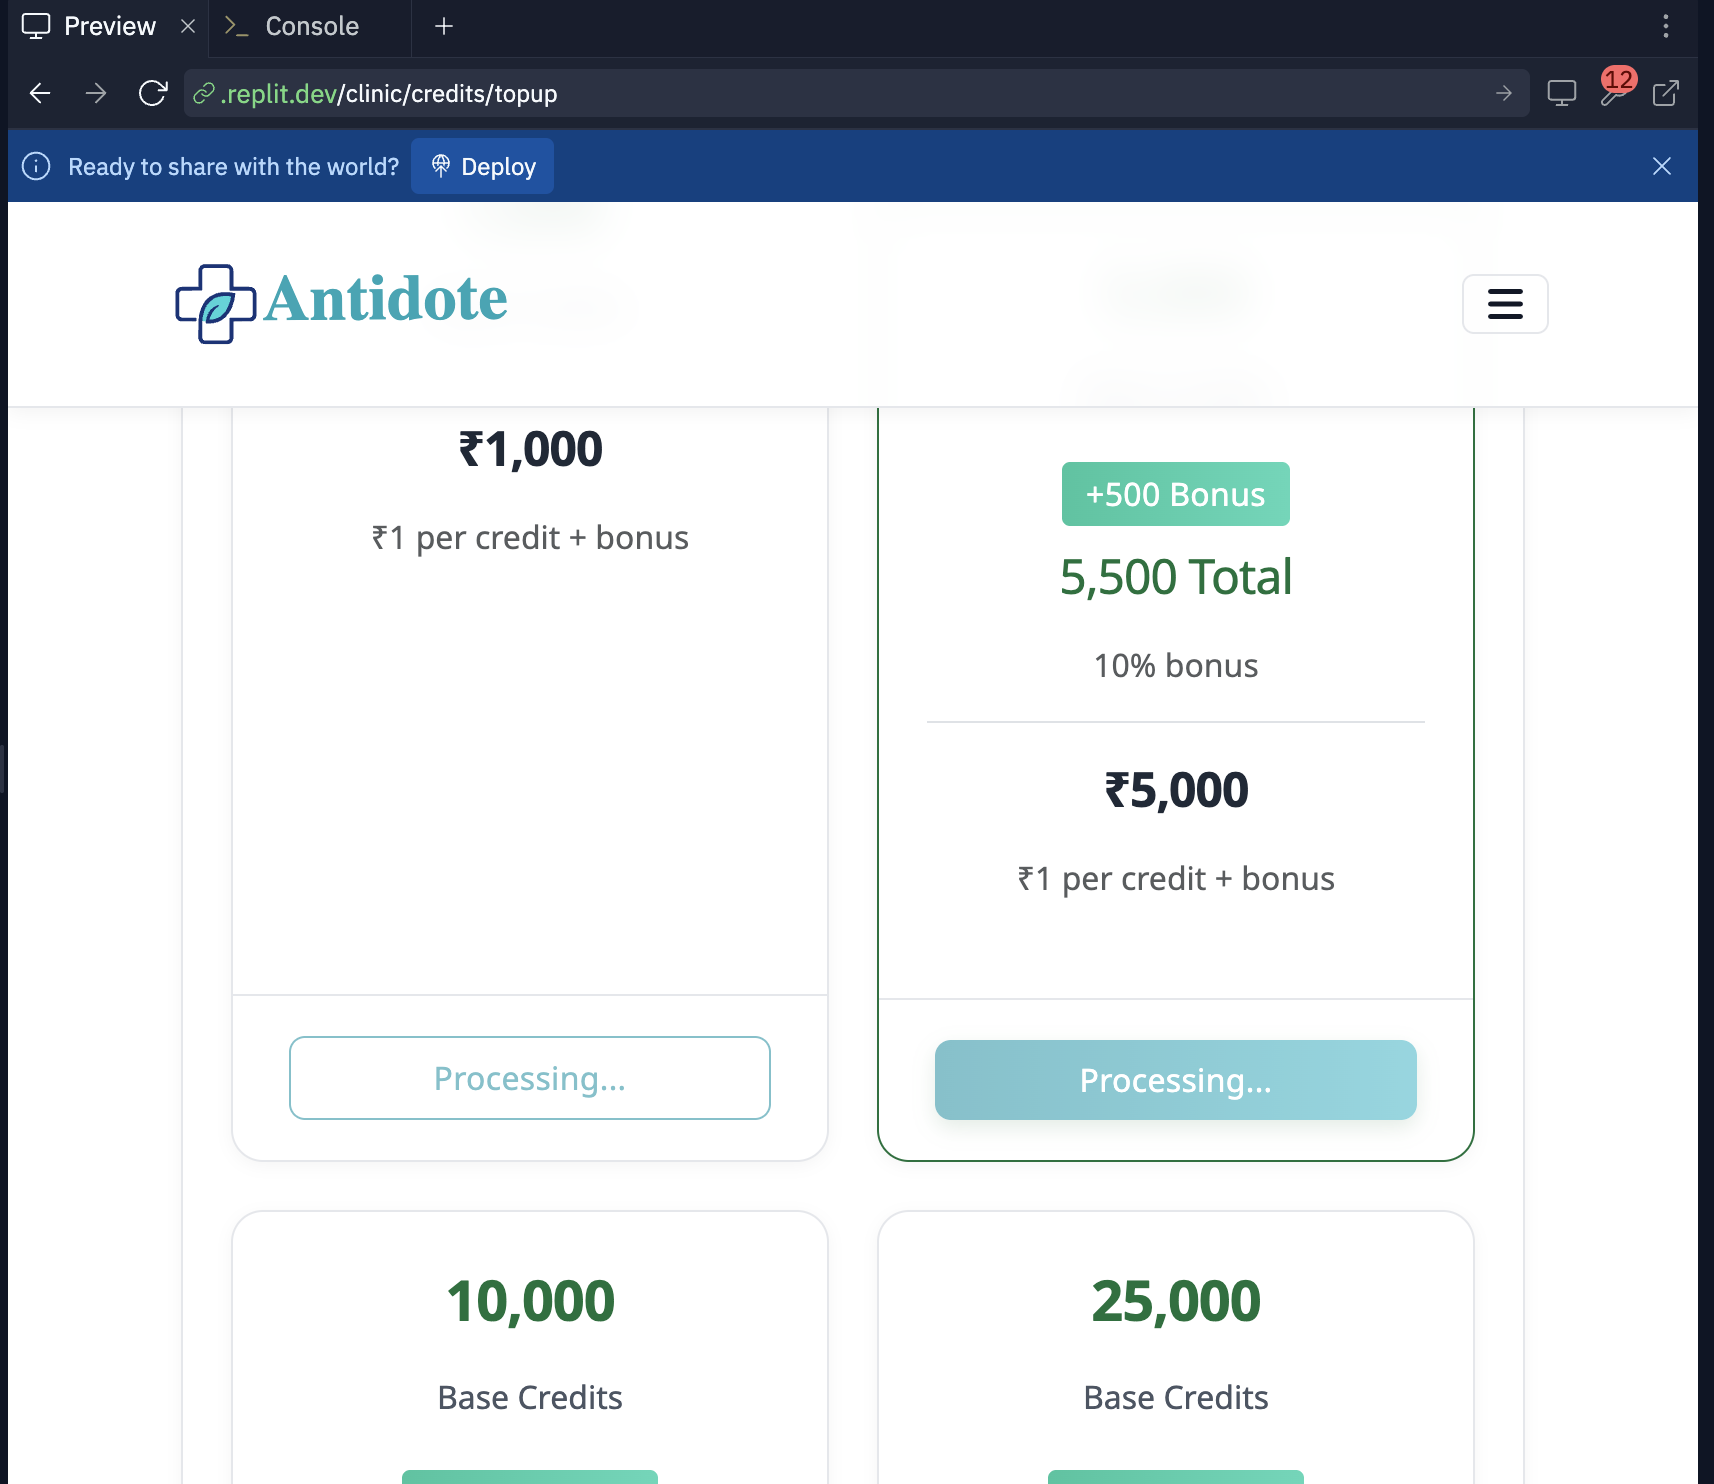 Preview
Console
.replit.dev/clinic/credits/topup
12
Ready to share with the world?
Deploy
Antidote
₹1,000
₹1 per credit + bonus
+500 Bonus
5,500 Total
10% bonus
₹5,000
₹1 per credit + bonus
Processing...
Processing...
10,000
Base Credits
25,000
Base Credits